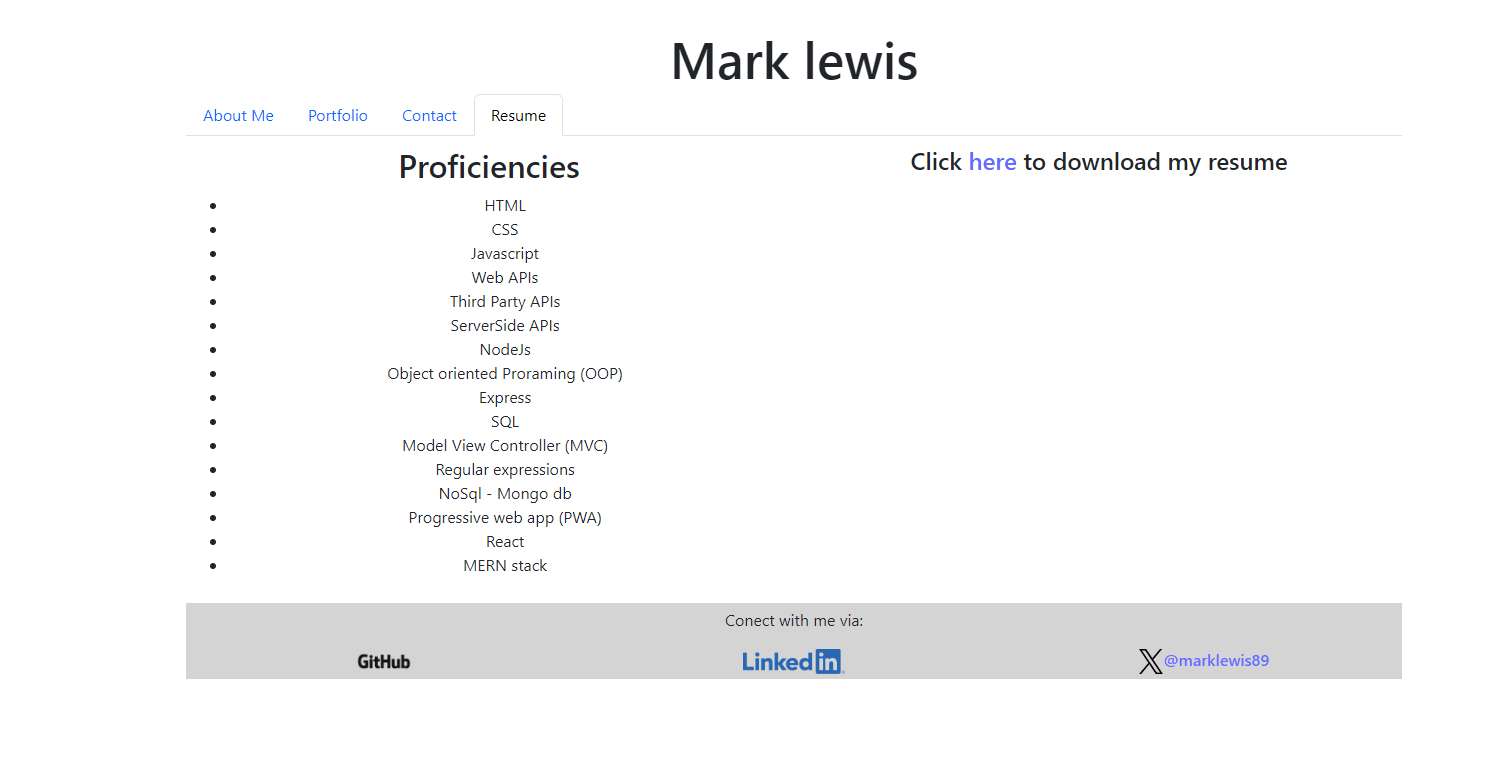 Mark lewis
About Me Portfolio Contact Resume
Proficiencies
HTML
CSS
Javascript
Web APIs
Third Party APIs
ServerSide APIs
NodeJs
Object oriented Proraming (OOP)
Express
SQL
Model View Controller (MVC)
Regular expressions
NoSql - Mongo db
Progressive web app (PWA)
React
MERN stack
Click here to download my resume
Conect with me via:
GitHub LinkedIn X @marklewis89